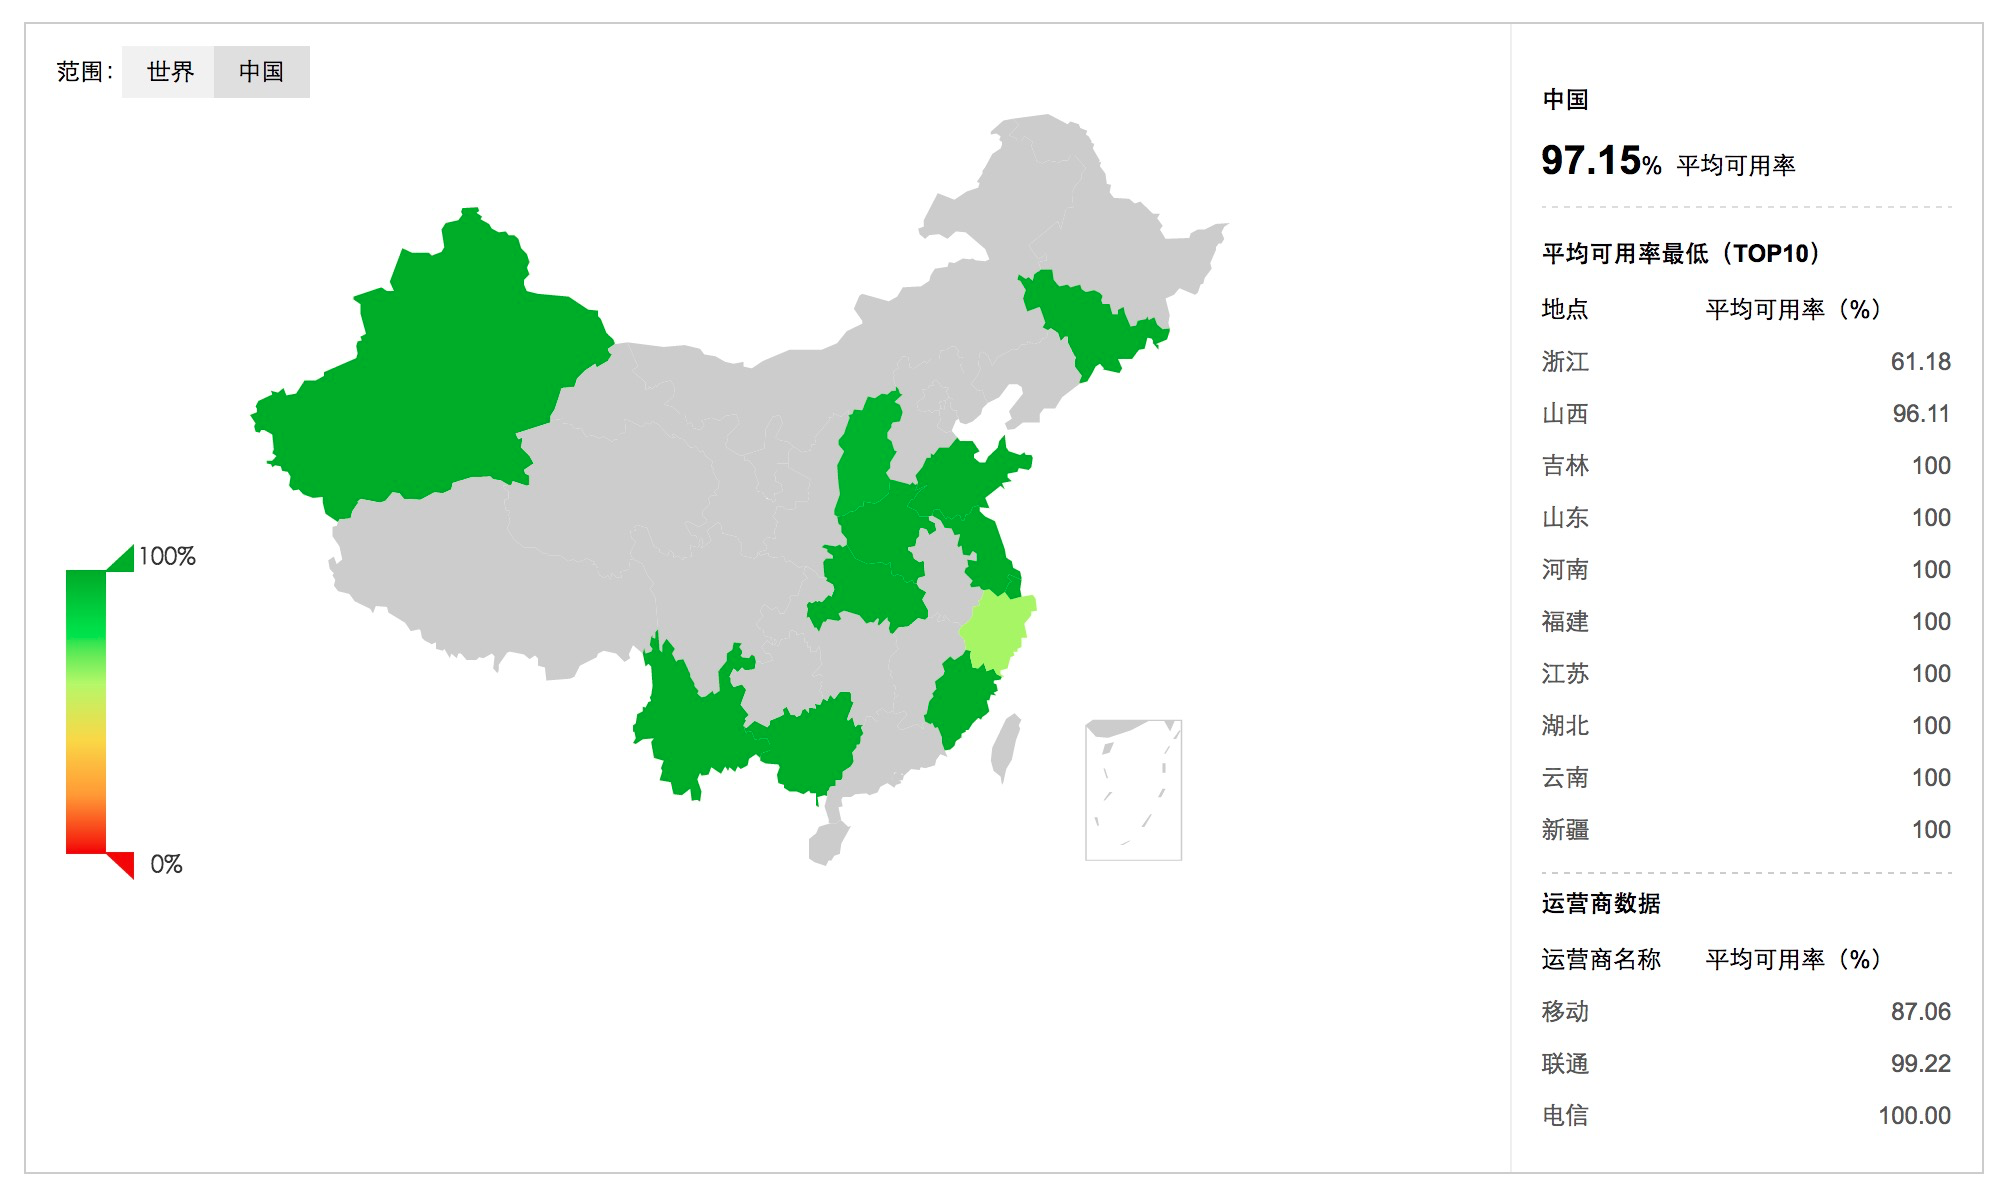 范围: 世界 中国
100%
0%
中国
97.15% 平均可用率
平均可用率最低（TOP10）
地点 平均可用率（%）
浙江 61.18
山西 96.11
吉林 100
山东 100
河南 100
福建 100
江苏 100
湖北 100
云南 100
新疆 100
运营商数据
运营商名称 平均可用率（%）
移动 87.06
联通 99.22
电信 100.00